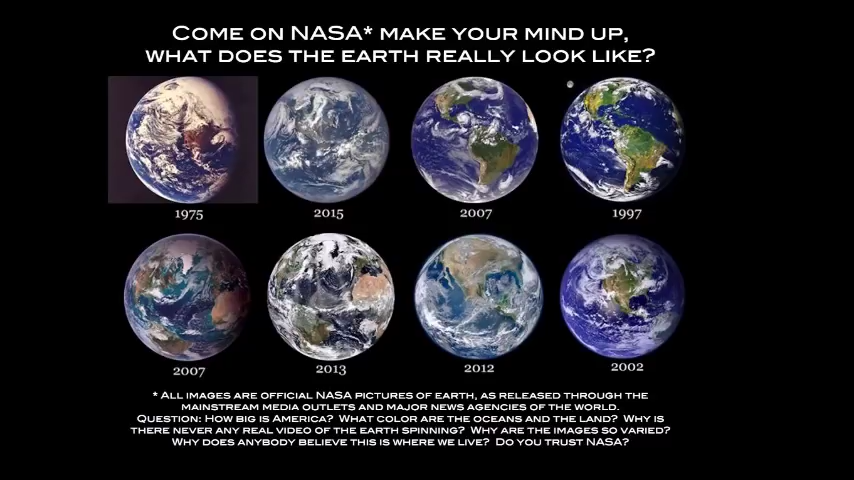 Come on NASA* make your mind up,
what does the earth really look like?
1975
2015
2007
1997
2007
2013
2012
2002
* All images are official NASA pictures of earth, as released through the
mainstream media outlets and major news agencies of the world.
Question: How big is America? What color are the oceans and the land? Why is
there never any real video of the earth spinning? Why are the images so varied?
Why does anybody believe this is where we live? Do you trust NASA?